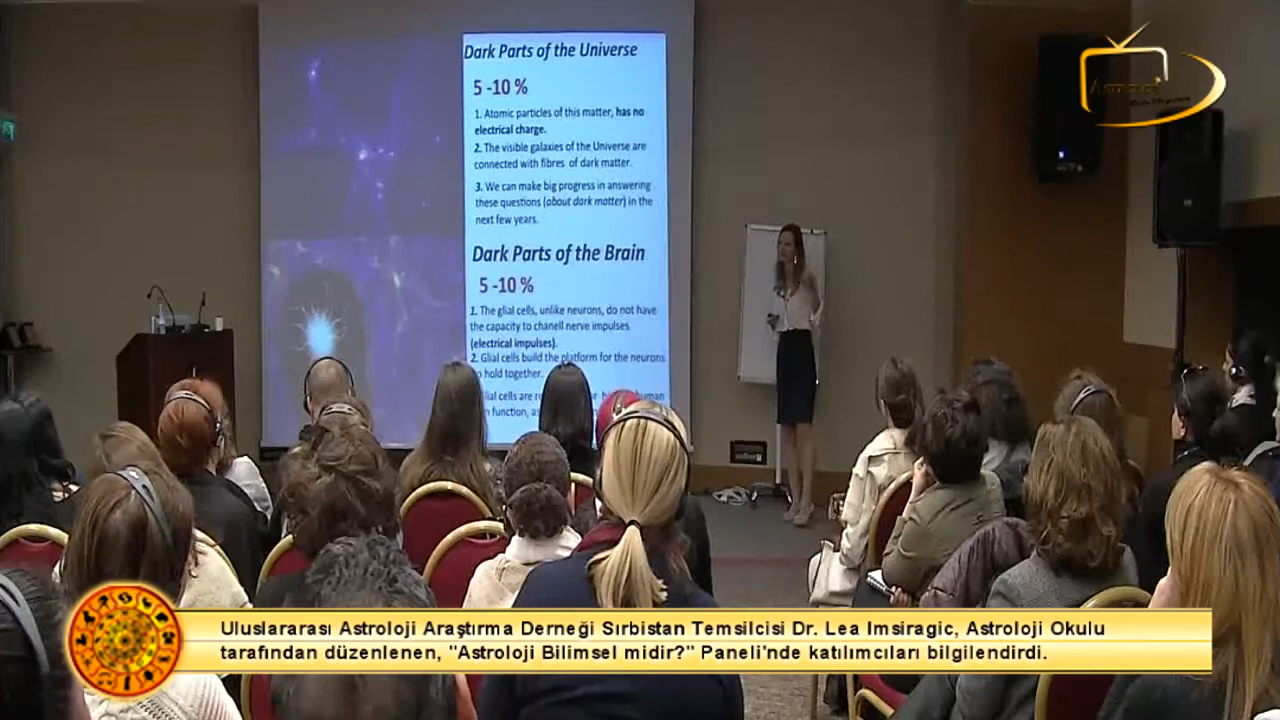 Dark Parts of the Universe
5 -10 %
1. Atomic particles of this matter, has no
electrical charge.
2. The visible galaxies of the Universe are
connected with fibres of dark matter.
3. We can make big progress in answering
these questions (about dark matter) in the
next few years.
Dark Parts of the Brain
5 -10 %
1. The glial cells, unlike neurons, do not have
the capacity to chanell nerve impulses
(electrical impulses).
2. Glial cells build the platform for the neurons
hold together.
cells are human
function,
Uluslararası Astroloji Araştırma Derneği Sırbistan Temsilcisi Dr. Lea Imsiragic, Astroloji Okulu
tarafından düzenlenen, "Astroloji Bilimsel midir?" Paneli'nde katılımcıları bilgilendirdi.